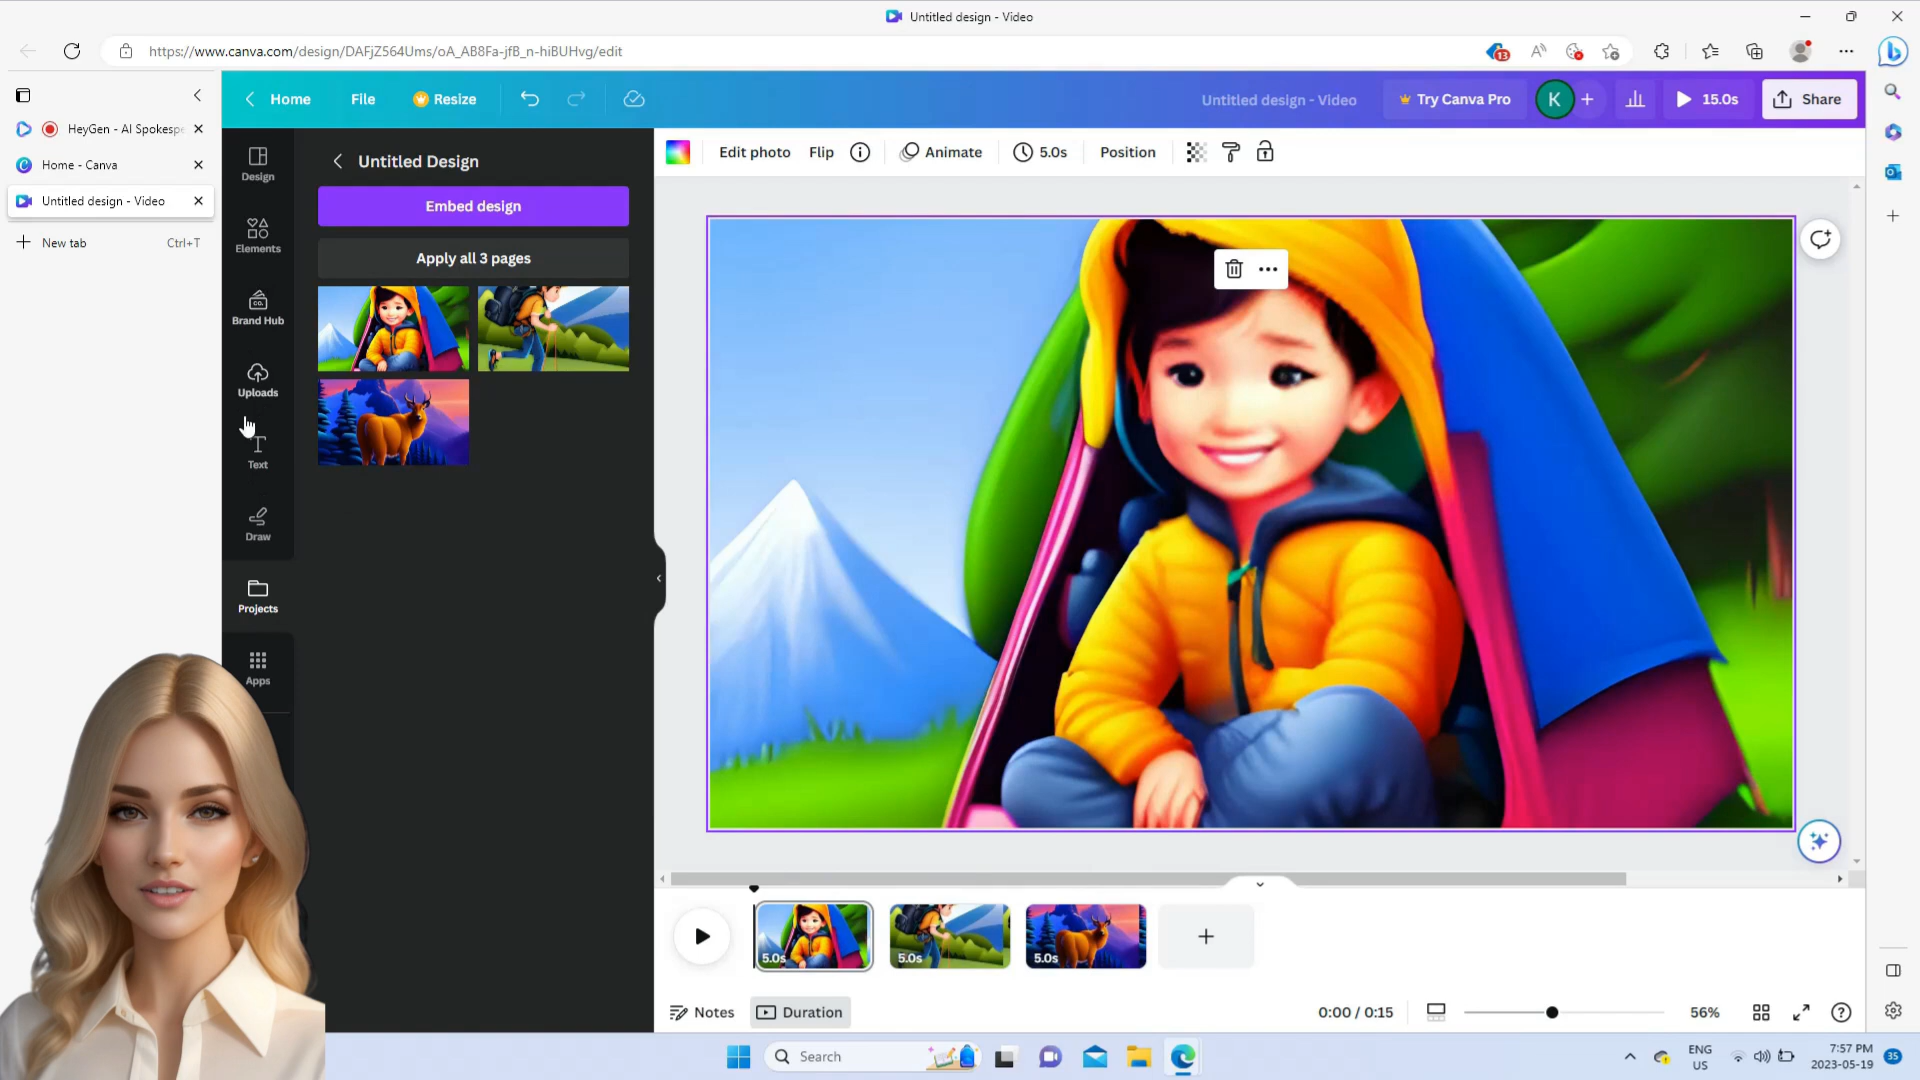 Untitled design - Video
https://www.canva.com/design/DAFjZ564Ums/oA_AB8Fa-jfB_n-hiBUHvg/edit
13
HeyGen - AI Spokespe
Home - Canva
Untitled design - Video
New tab Ctrl+T
Home File Resize
Untitled design - Video
Try Canva Pro
K
15.0s
Share
Design
Elements
CO.
Brand Hub
Uploads
Text
Draw
Projects
Apps
Untitled Design
Embed design
Apply all 3 pages
Edit photo Flip Animate 5.0s Position
5.0s
5.0s
5.0s
Notes Duration
0:00 / 0:15
56%
Search
ENG
US
7:57 PM
2023-05-19
35